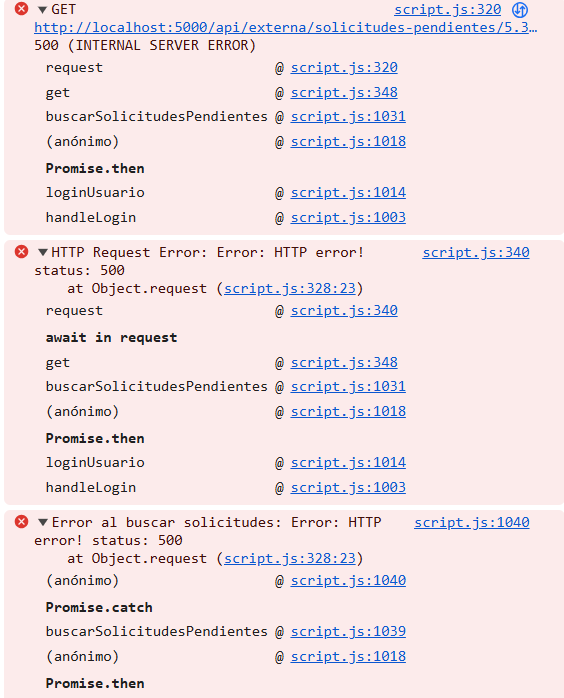 GET script.js:320
http://localhost:5000/api/externa/solicitudes-pendientes/5.3…
500 (INTERNAL SERVER ERROR)
request @ script.js:320
get @ script.js:348
buscarSolicitudesPendientes @ script.js:1031
(anónimo) @ script.js:1018
Promise.then
loginUsuario @ script.js:1014
handleLogin @ script.js:1003
HTTP Request Error: Error: HTTP error! script.js:340
status: 500
at Object.request (script.js:328:23)
request @ script.js:340
await in request
get @ script.js:348
buscarSolicitudesPendientes @ script.js:1031
(anónimo) @ script.js:1018
Promise.then
loginUsuario @ script.js:1014
handleLogin @ script.js:1003
Error al buscar solicitudes: Error: HTTP script.js:1040
error! status: 500
at Object.request (script.js:328:23)
(anónimo) @ script.js:1040
Promise.catch
buscarSolicitudesPendientes @ script.js:1039
(anónimo) @ script.js:1018
Promise.then